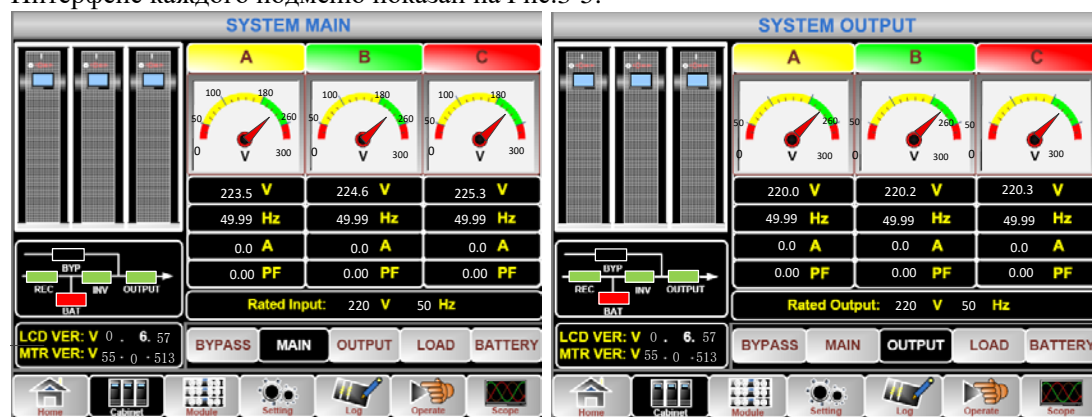 Интерфейс каждого подменю показан на Рис.3-3:
SYSTEM MAIN
A B C
100 180 100 180 100 180
50 260 50 260 50 260
0 V 300 0 V 300 0 V 300
223.5 V 224.6 V 225.3 V
49.99 Hz 49.99 Hz 49.99 Hz
0.0 A 0.0 A 0.0 A
0.00 PF 0.00 PF 0.00 PF
Rated Input: 220 V 50 Hz
BYP
REC INV OUTPUT
BAT
LCD VER: V 0 . 6. 57
MTR VER: V 55 . 0 .513
BYPASS MAIN OUTPUT LOAD BATTERY
Home Cabinet Module Setting Log Operate Scope
SYSTEM OUTPUT
A B C
50 260 50 260 50 260
0 V 300 0 V 300 0 V 300
220.0 V 220.2 V 220.3 V
49.99 Hz 49.99 Hz 49.99 Hz
0.0 A 0.0 A 0.0 A
0.00 PF 0.00 PF 0.00 PF
Rated Output: 220 V 50 Hz
BYP
REC INV OUTPUT
BAT
LCD VER: V 0 . 6. 57
MTR VER: V 55 . 0 .513
BYPASS MAIN OUTPUT LOAD BATTERY
Home Cabinet Module Setting Log Operate Scope